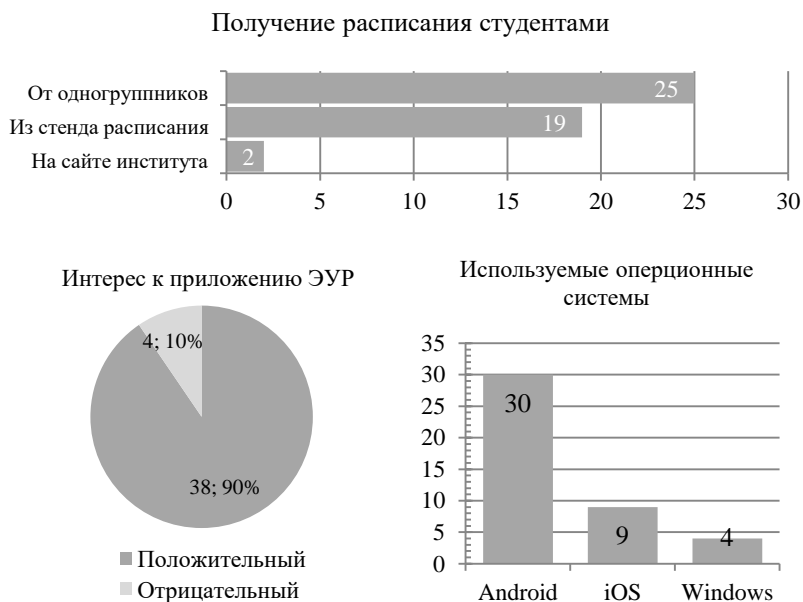 Получение расписания студентами
От одногруппников
25
Из стенда расписания
19
На сайте института
2
0 5 10 15 20 25 30
Интерес к приложению ЭУР
4; 10%
38; 90%
Положительный
Отрицательный
Используемые оперционные
системы
35
30
25
20
15
10
5
0
30
9
4
Android iOS Windows